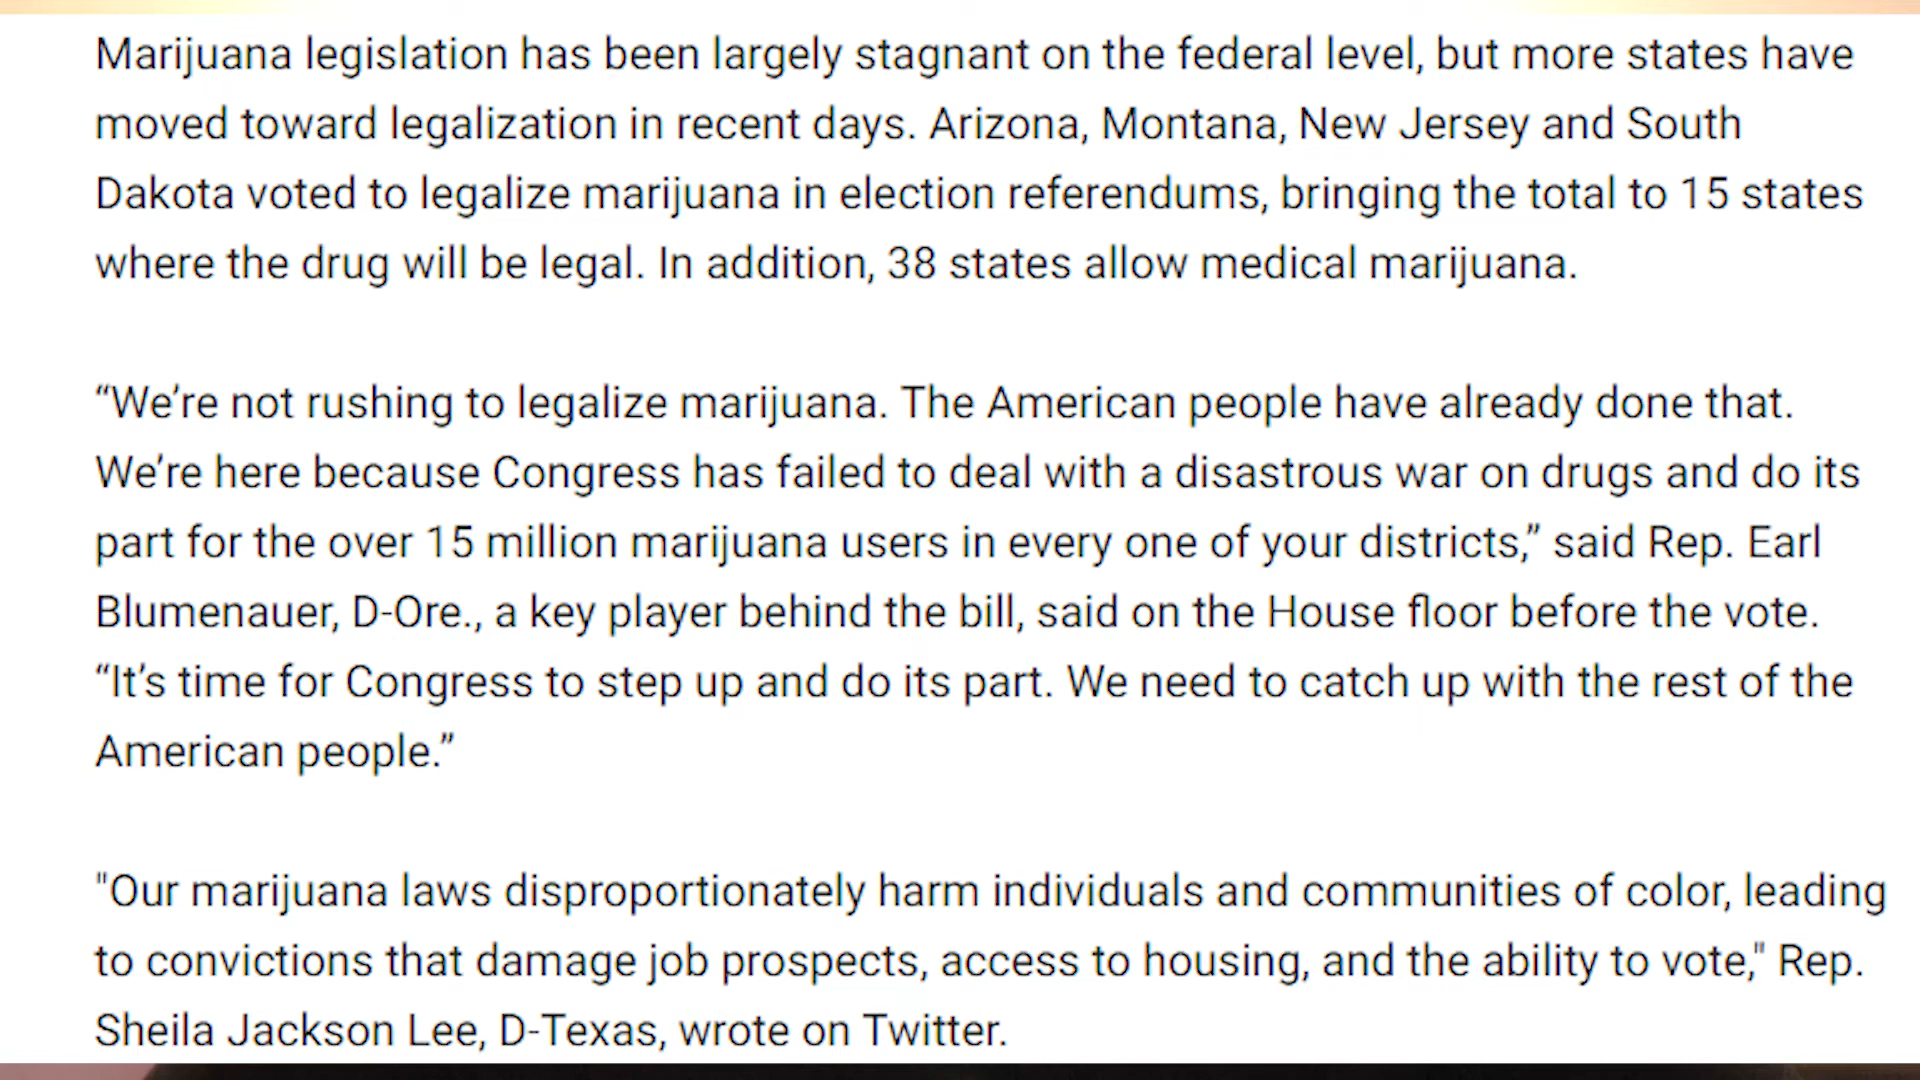 Marijuana legislation has been largely stagnant on the federal level, but more states have
moved toward legalization in recent days. Arizona, Montana, New Jersey and South
Dakota voted to legalize marijuana in election referendums, bringing the total to 15 states
where the drug will be legal. In addition, 38 states allow medical marijuana.
“We’re not rushing to legalize marijuana. The American people have already done that.
We’re here because Congress has failed to deal with a disastrous war on drugs and do its
part for the over 15 million marijuana users in every one of your districts,” said Rep. Earl
Blumenauer, D-Ore., a key player behind the bill, said on the House floor before the vote.
“It’s time for Congress to step up and do its part. We need to catch up with the rest of the
American people.”
"Our marijuana laws disproportionately harm individuals and communities of color, leading
to convictions that damage job prospects, access to housing, and the ability to vote," Rep.
Sheila Jackson Lee, D-Texas, wrote on Twitter.